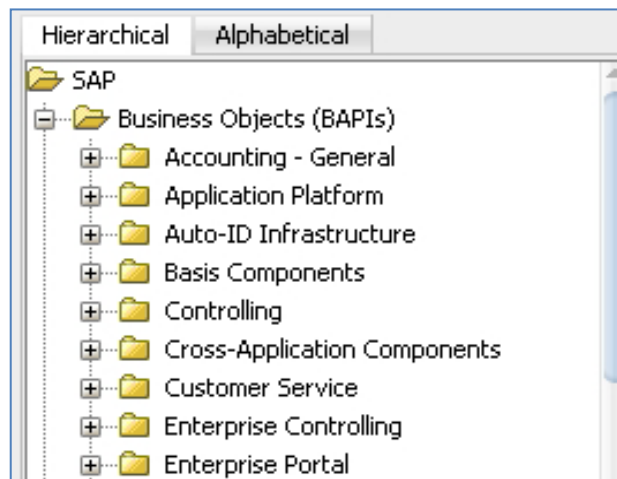 Hierarchical Alphabetical
SAP
Business Objects (BAPIs)
Accounting - General
Application Platform
Auto-ID Infrastructure
Basis Components
Controlling
Cross-Application Components
Customer Service
Enterprise Controlling
Enterprise Portal